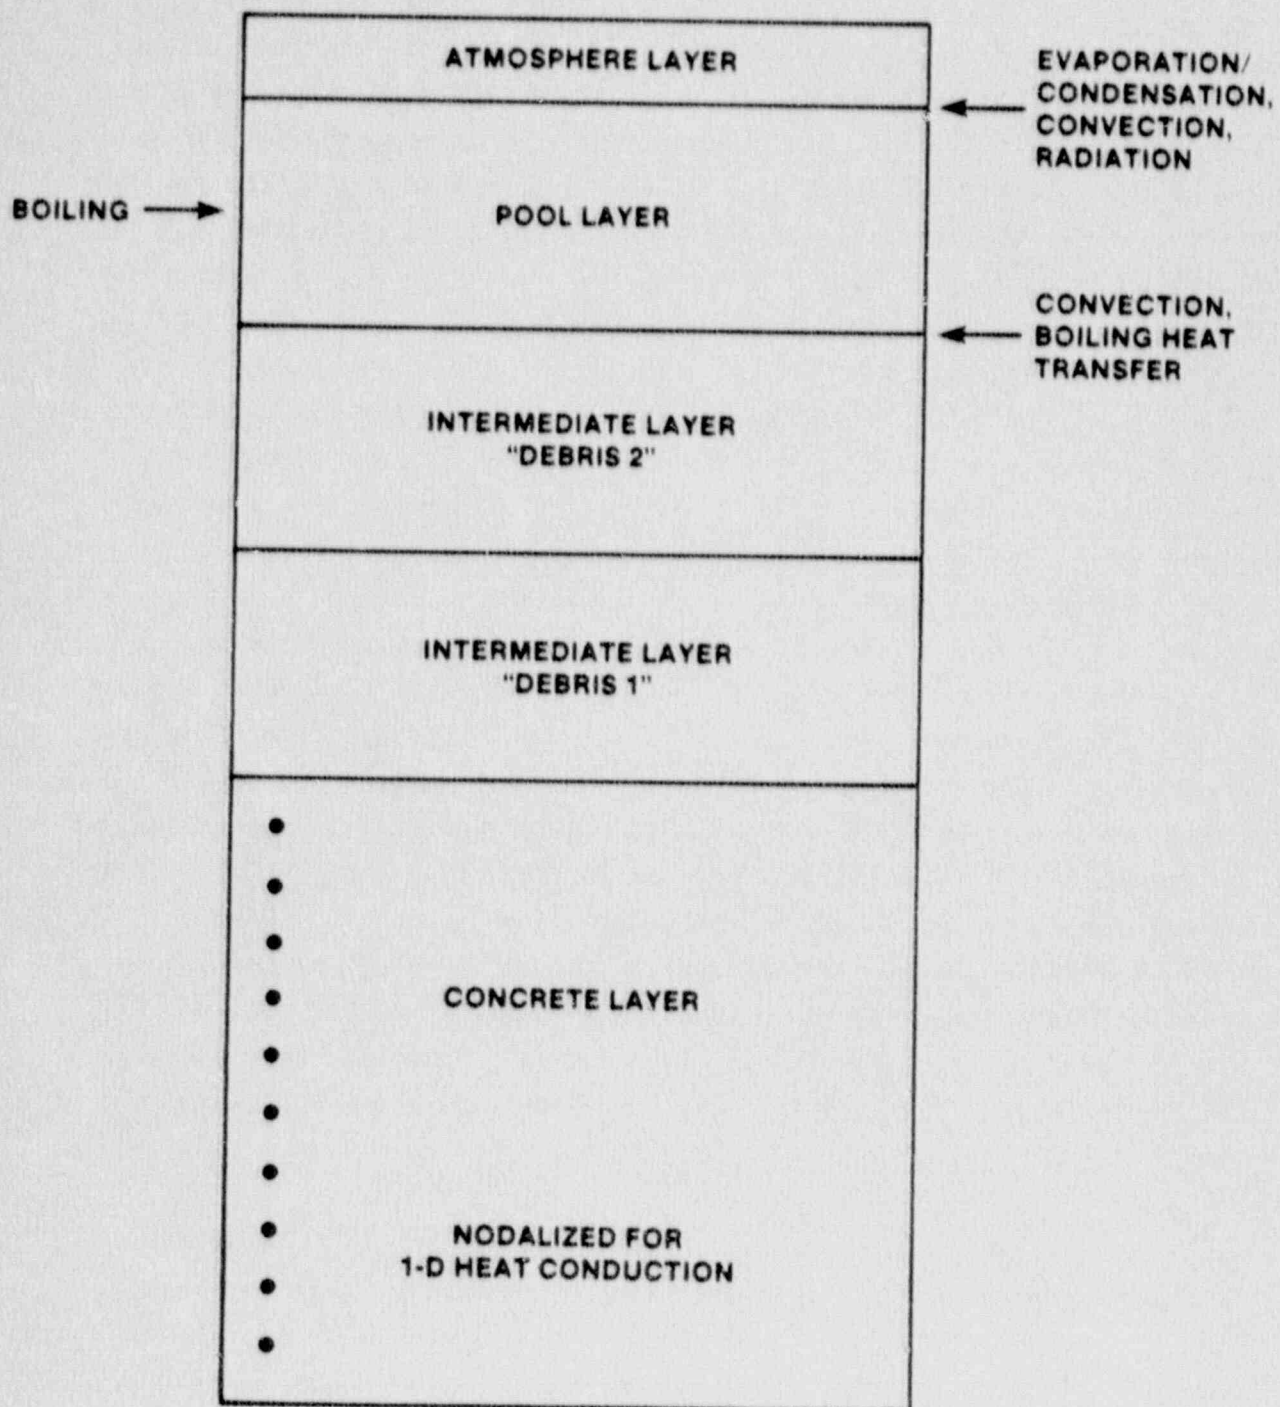 ATMOSPHERE LAYER
EVAPORATION/
CONDENSATION,
CONVECTION,
RADIATION
BOILING
POOL LAYER
CONVECTION,
BOILING HEAT
TRANSFER
INTERMEDIATE LAYER
"DEBRIS 2"
INTERMEDIATE LAYER
"DEBRIS 1"
CONCRETE LAYER
NODALIZED FOR
1-D HEAT CONDUCTION